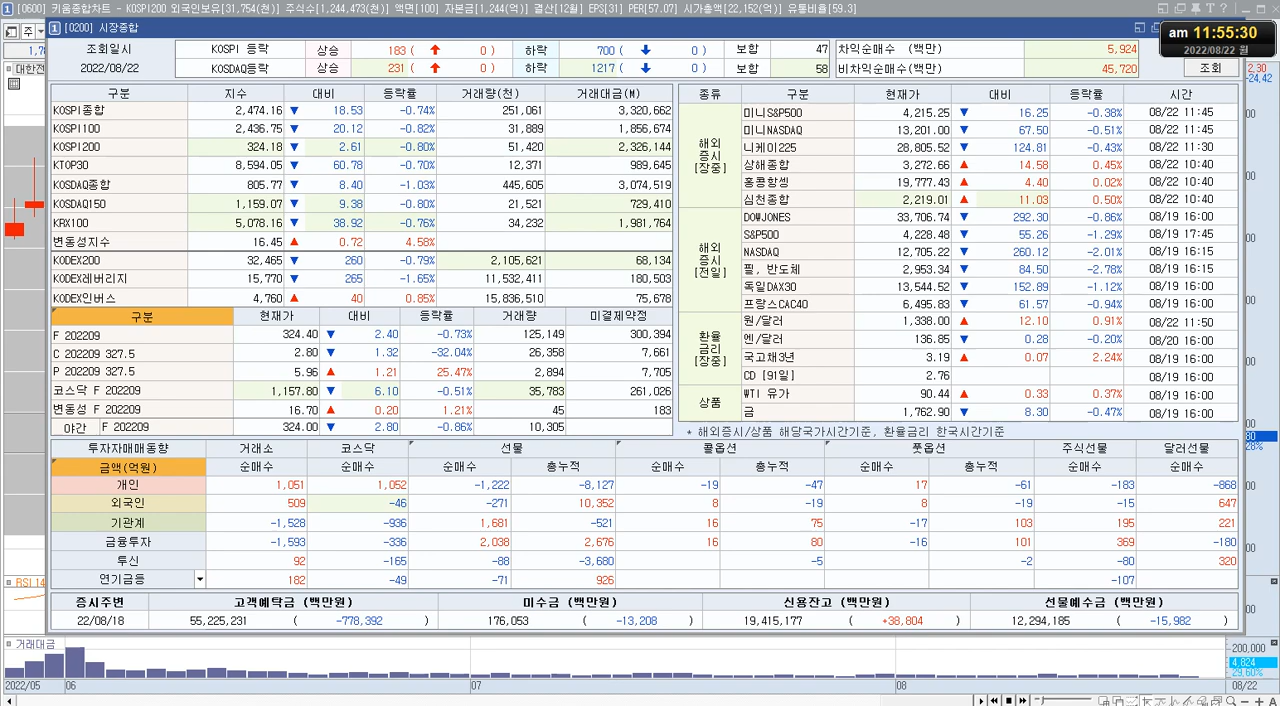 [0600] 키움종합차트 - KOSPI200 외국인보유[31,754(천)] 주식수[1,244,473(천)] 액면[100] 자본금[1,244(억)] 결산[12월] EPS[31] PER[57.07] 시가총액[22,152(억)] 유통비율[59.3]
[0200] 시장종합
am 11:55:30
2022/08/22 월
조회일시 KOSPI 등락 상승 183 ( 0 ) 하락 700 ( 0 ) 보합 47 차익순매수 (백만) 5,924
2022/08/22 KOSDAQ등락 상승 231 ( 0 ) 하락 1217 ( 0 ) 보합 58 비차익순매수(백만) 45,720 조회
구분 지수 대비 등락률 거래량(천) 거래대금(₩)
KOSPI종합 2,474.16 ▼ 18.53 -0.74% 251,061 3,320,662
KOSPI100 2,436.75 ▼ 20.12 -0.82% 31,889 1,856,674
KOSPI200 324.18 ▼ 2.61 -0.80% 51,420 2,326,144
KTOP30 8,594.05 ▼ 60.78 -0.70% 12,371 989,645
KOSDAQ종합 805.77 ▼ 8.40 -1.03% 445,605 3,074,519
KOSDAQ150 1,159.07 ▼ 9.38 -0.80% 21,521 729,410
KRX100 5,078.16 ▼ 38.92 -0.76% 34,232 1,981,764
변동성지수 16.45 ▲ 0.72 4.58%
KODEX200 32,465 ▼ 260 -0.79% 2,105,621 68,134
KODEX레버리지 15,770 ▼ 265 -1.65% 11,532,411 180,503
KODEX인버스 4,760 ▲ 40 0.85% 15,836,510 75,678
구분 현재가 대비 등락률 거래량 미결제약정
F 202209 324.40 ▼ 2.40 -0.73% 125,149 300,394
C 202209 327.5 2.80 ▼ 1.32 -32.04% 26,358 7,661
P 202209 327.5 5.96 ▲ 1.21 25.47% 2,894 7,705
코스닥 F 202209 1,157.80 ▼ 6.10 -0.51% 35,783 261,026
변동성 F 202209 16.70 ▲ 0.20 1.21% 45 183
야간 F 202209 324.00 ▼ 2.80 -0.86% 10,305
종류 구분 현재가 대비 등락률 시간
해외
증시
[장중]
미니S&P500 4,215.25 ▼ 16.25 -0.38% 08/22 11:45
미니NASDAQ 13,201.00 ▼ 67.50 -0.51% 08/22 11:45
니케이225 28,805.52 ▼ 124.81 -0.43% 08/22 11:30
상해종합 3,272.66 ▲ 14.58 0.45% 08/22 10:40
홍콩항셍 19,777.43 ▲ 4.40 0.02% 08/22 10:40
심천종합 2,219.01 ▲ 11.03 0.50% 08/22 10:40
해외
증시
[전일]
DOWJONES 33,706.74 ▼ 292.30 -0.86% 08/19 16:00
S&P500 4,228.48 ▼ 55.26 -1.29% 08/19 17:45
NASDAQ 12,705.22 ▼ 260.12 -2.01% 08/19 16:15
필, 반도체 2,953.34 ▼ 84.50 -2.78% 08/19 16:15
독일DAX30 13,544.52 ▼ 152.89 -1.12% 08/19 16:00
프랑스CAC40 6,495.83 ▼ 61.57 -0.94% 08/19 16:00
환율
금리
[장중]
원/달러 1,338.00 ▲ 12.10 0.91% 08/22 11:50
엔/달러 136.85 ▼ 0.28 -0.20% 08/20 16:00
국고채3년 3.19 ▲ 0.07 2.24% 08/19 16:00
CD [91일] 2.76 08/19 16:00
상품
WTI 유가 90.44 ▲ 0.33 0.37% 08/19 16:00
금 1,762.90 ▼ 8.30 -0.47% 08/19 16:00
* 해외증시/상품 해당국가시간기준, 환율금리 한국시간기준
투자자매매동향 거래소 코스닥 선물 콜옵션 풋옵션 주식선물 달러선물
금액(억원) 순매수 순매수 순매수 총누적 순매수 총누적 순매수 총누적 순매수 순매수
개인 1,051 1,052 -1,222 -8,127 -19 -47 17 -61 -183 -868
외국인 509 -46 -271 10,352 8 -19 8 -19 -15 647
기관계 -1,528 -936 1,681 -521 16 75 -17 103 195 221
금융투자 -1,593 -336 2,038 2,676 16 80 -16 101 369 -180
투신 92 -165 -88 -3,680 -5 -2 -80 320
연기금등 182 -49 -71 926 -107
증시주변 고객예탁금 (백만원) 미수금 (백만원) 신용잔고 (백만원) 선물예수금 (백만원)
22/08/18 55,225,231 ( -778,392 ) 176,053 ( -13,208 ) 19,415,177 ( +38,804 ) 12,294,185 ( -15,982 )
RSI 14
거래대금
200,000
4,824
29.60%
2022/05 06 07 08 08/22